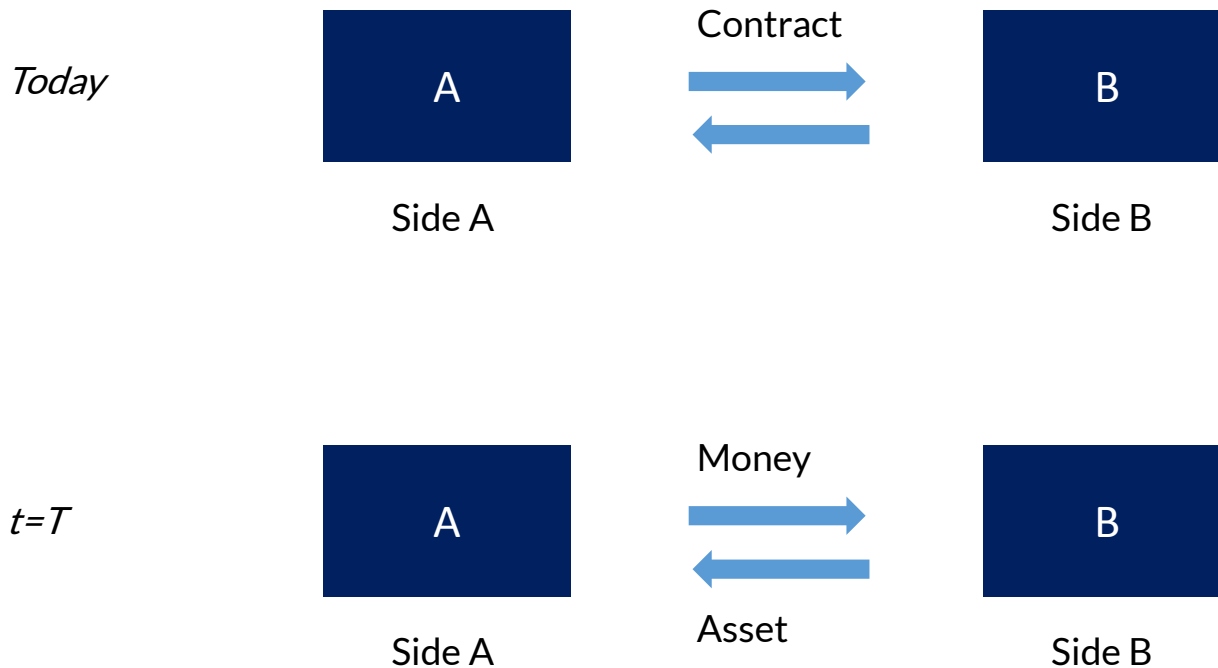 Contract
Today
A
B
Side A
Side B
Money
t=T
A
B
Asset
Side A
Side B